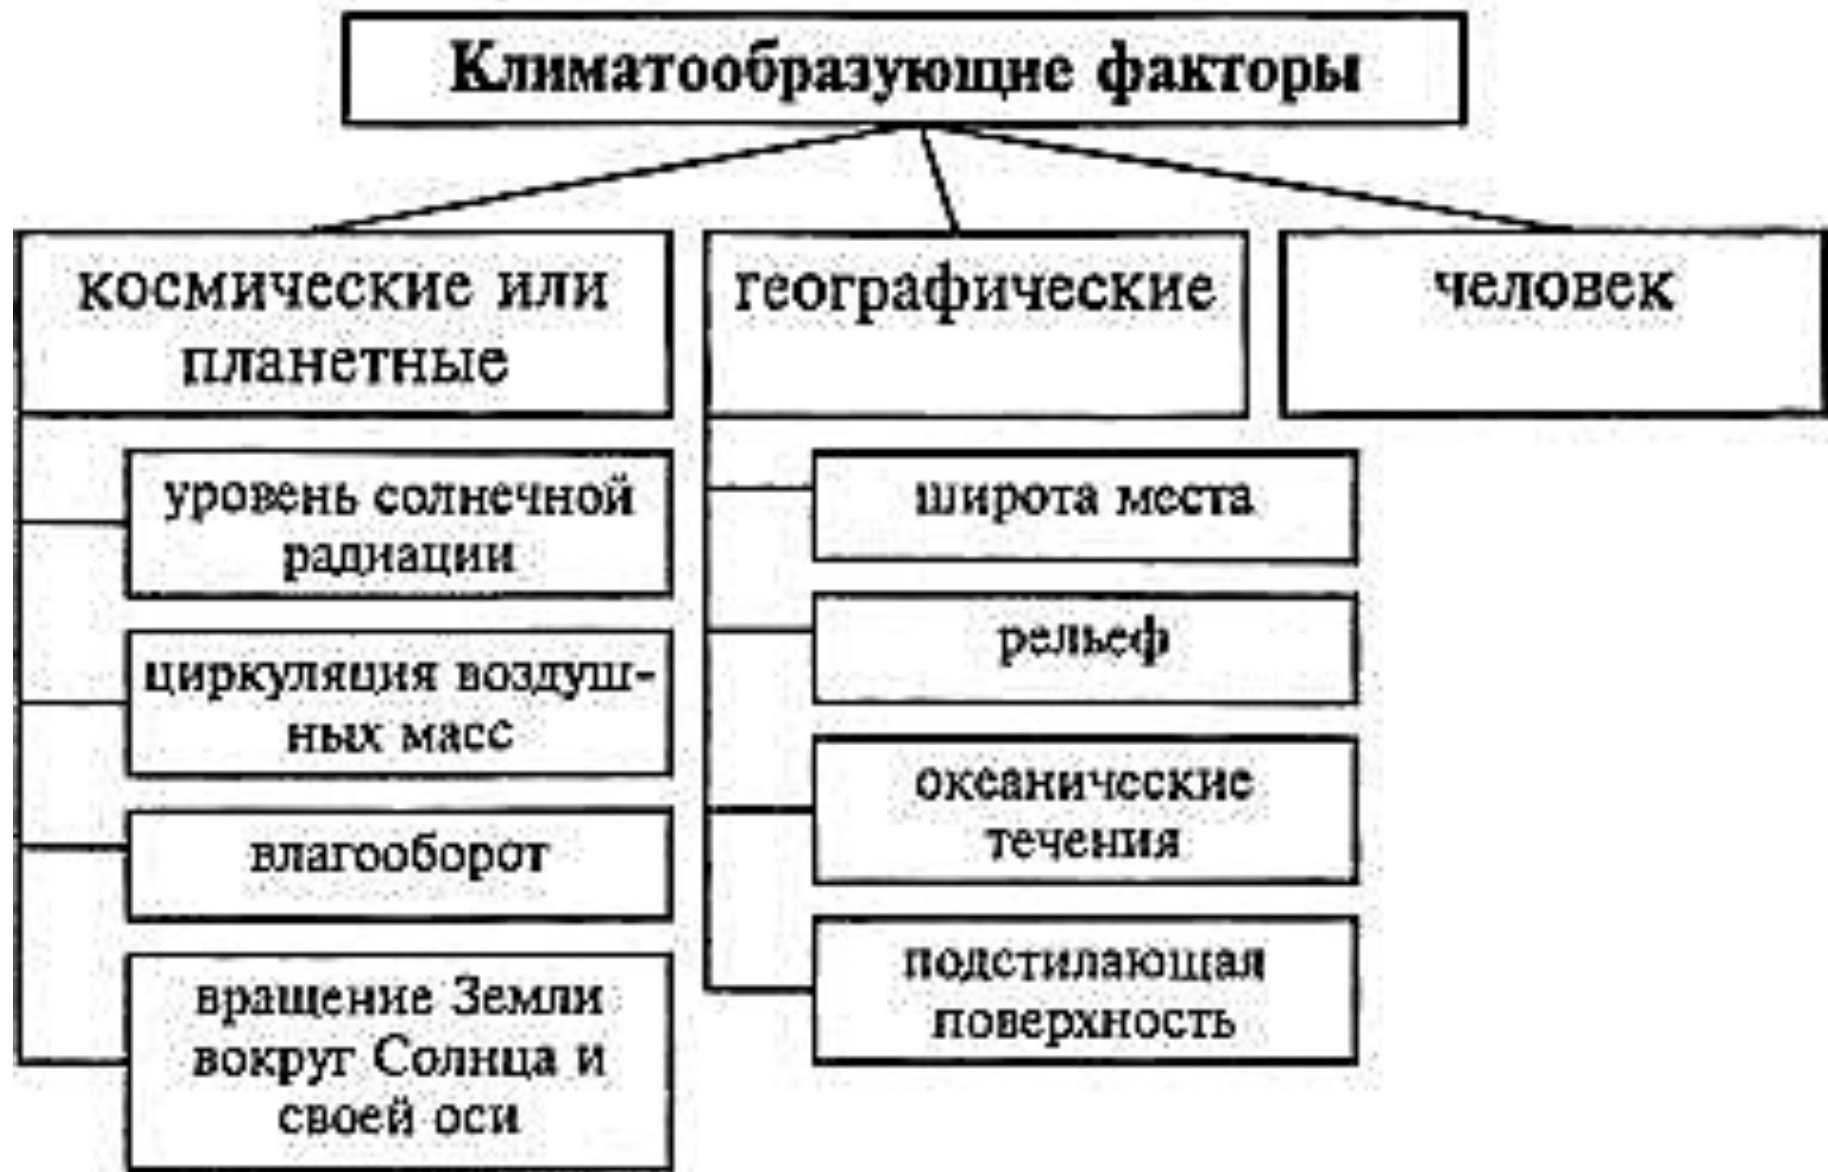 Климатообразующие факторы
космические или
планетные
географические
человек
уровень солнечной
радиации
циркуляция воздуш-
ных масс
влагооборот
вращение Земли
вокруг Солнца и
своей оси
широта места
рельеф
океанические
течения
подстилающая
поверхность